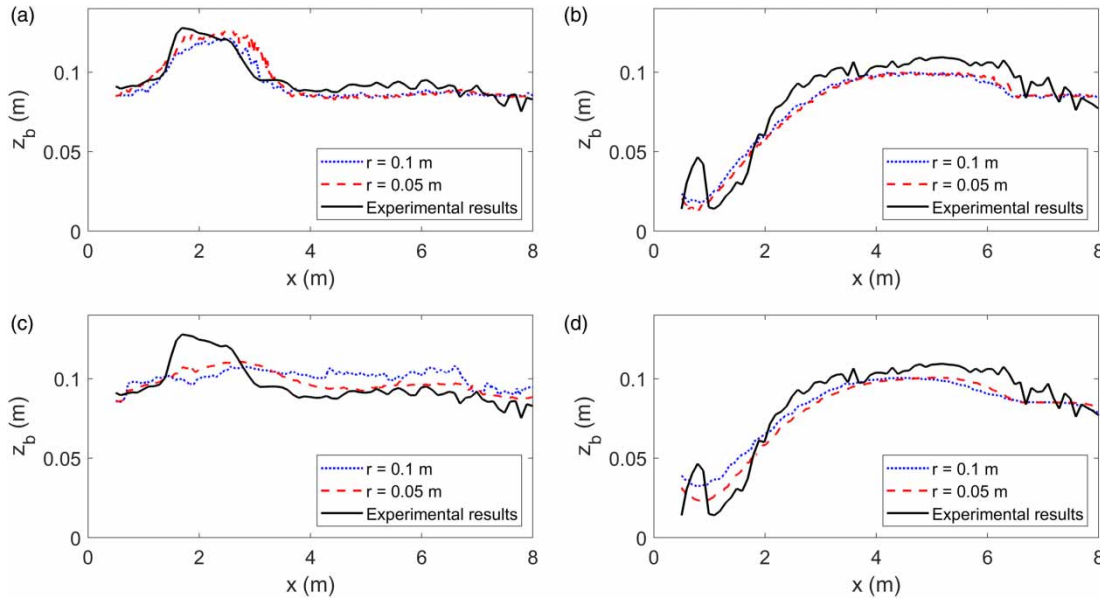 (a)
z_b (m)
0.1
0.05
0
r = 0.1 m
r = 0.05 m
Experimental results
0 2 4 6 8
x (m)
(b)
z_b (m)
0.1
0.05
0
r = 0.1 m
r = 0.05 m
Experimental results
0 2 4 6 8
x (m)
(c)
z_b (m)
0.1
0.05
0
r = 0.1 m
r = 0.05 m
Experimental results
0 2 4 6 8
x (m)
(d)
z_b (m)
0.1
0.05
0
r = 0.1 m
r = 0.05 m
Experimental results
0 2 4 6 8
x (m)